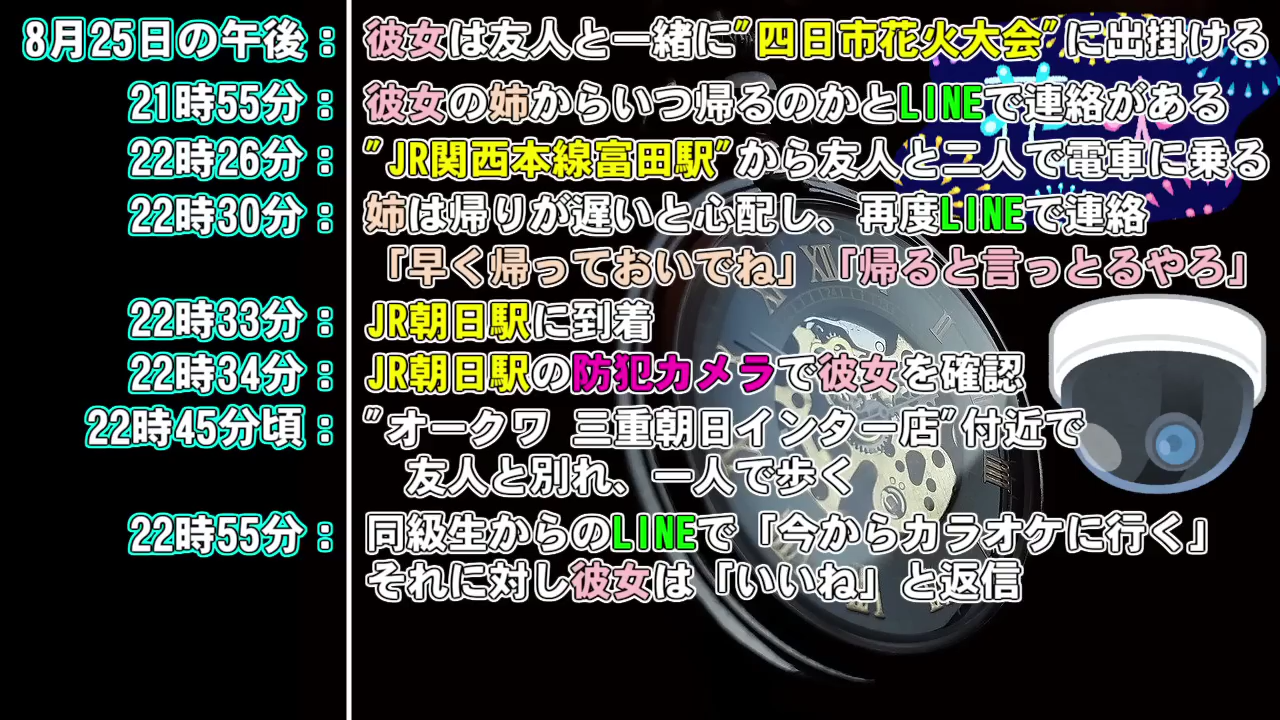 8月25日の午後：彼女は友人と一緒に"四日市花火大会"に出掛ける
21時55分：彼女の姉からいつ帰るのかとLINEで連絡がある
22時26分："JR関西本線富田駅"から友人と二人で電車に乗る
22時30分：姉は帰りが遅いと心配し、再度LINEで連絡
「早く帰っておいでね」「帰ると言っとるやろ」
22時33分：JR朝日駅に到着
22時34分：JR朝日駅の防犯カメラで彼女を確認
22時45分頃："オークワ 三重朝日インター店"付近で
友人と別れ、一人で歩く
22時55分：同級生からのLINEで「今からカラオケに行く」
それに対し彼女は「いいね」と返信